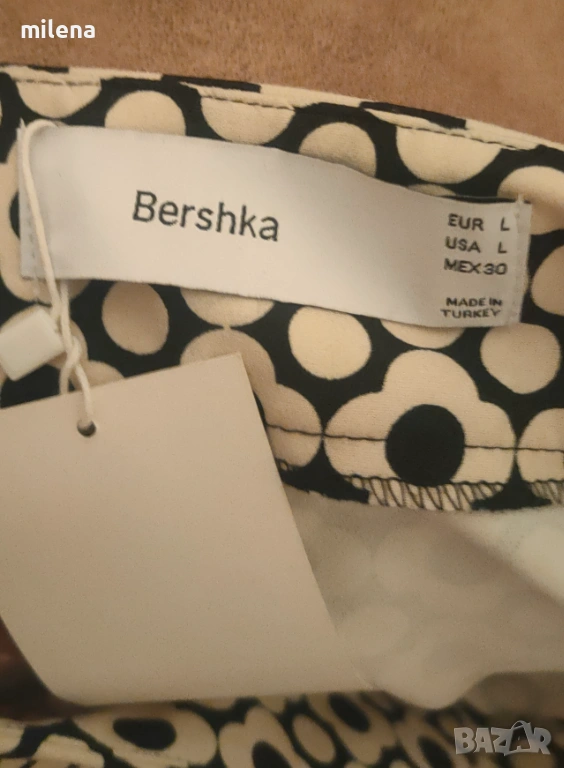 milena
Bershka
EUR L
USA L
MEX 30
MADE IN
TURKEY
BAZAR